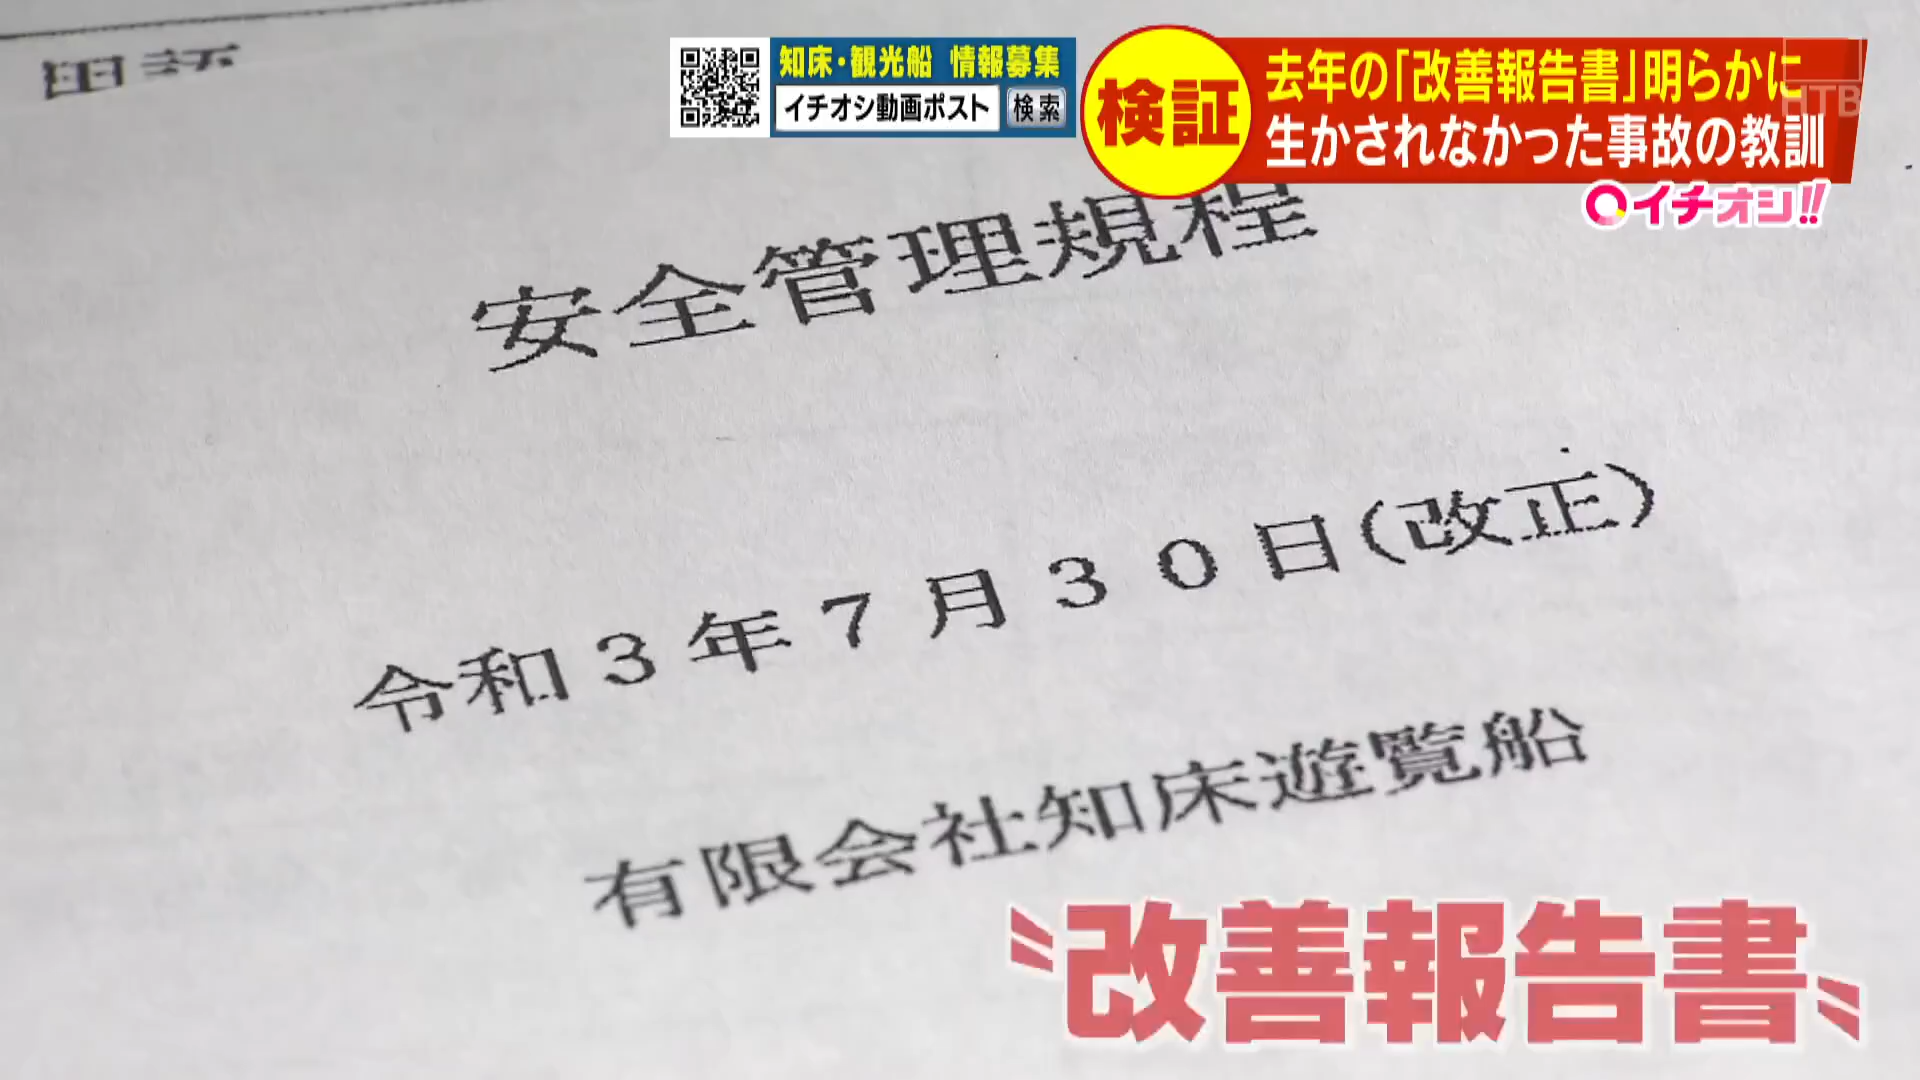 知床・観光船 情報募集
イチオシ動画ポスト 検索
検証
去年の「改善報告書」明らかに
生かされなかった事故の教訓
HTB
イチオシ!!
安全管理規程
令和3年7月30日(改正)
有限会社知床遊覧船
〝改善報告書〟